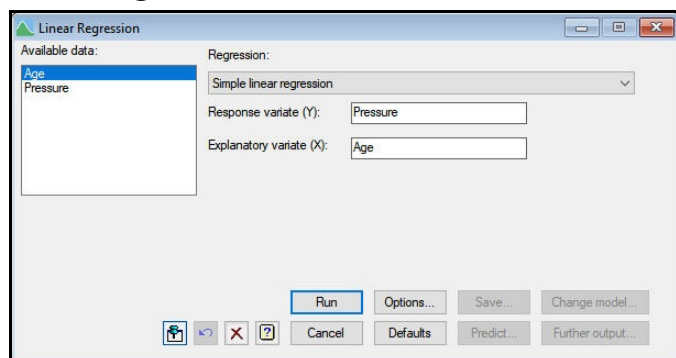 Linear Regression
Available data:
Age
Pressure
Regression:
Simple linear regression
Response variate (Y): Pressure
Explanatory variate (X): Age
Run Options... Save... Change model...
Cancel Defaults Predict... Further output...